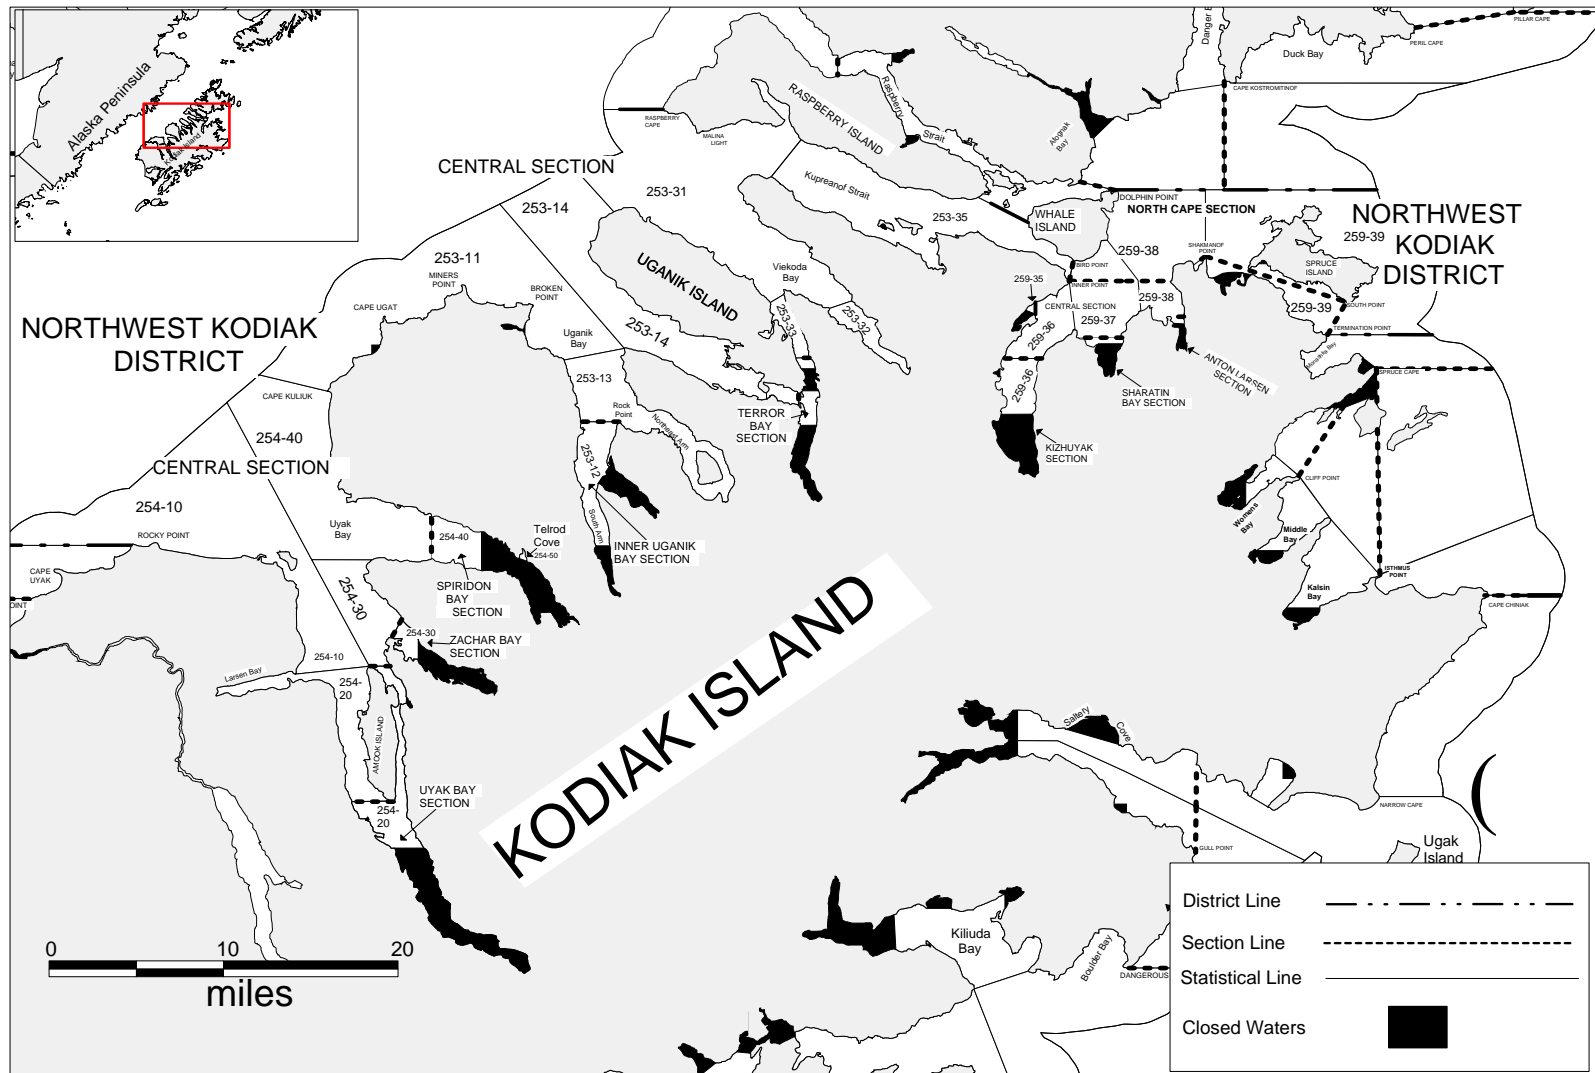 Alaska Peninsula
Kodiak Island
Danger
Duck Bay
PILLAR CAPE
PERIL CAPE
CAPE KOSTROMITINOF
RASPBERRY
CAPE
MALINA
LIGHT
RASPBERRY ISLAND
Raspberry
Strait
Afognak
Bay
CENTRAL SECTION
253-31
253-14
Kupreanof Strait
253-35
WHALE
ISLAND
DOLPHIN POINT
NORTH CAPE SECTION
NORTHWEST
KODIAK
DISTRICT
259-39
259-38
SHAKMANOF
POINT
SPRUCE
ISLAND
253-11
MINERS
POINT
BROKEN
POINT
CAPE UGAT
UGANIK ISLAND
Viekoda
Bay
BIRD POINT
INNER POINT
259-35
CENTRAL SECTION
259-37
259-38
259-39
SOUTH POINT
TERMINATION POINT
NORTHWEST KODIAK
DISTRICT
Uganik
Bay
253-14
253-33
253-32
259-36
259-36
Monashka Bay
SPRUCE CAPE
ANTON LARSEN
SECTION
SHARATIN
BAY SECTION
CAPE KULIUK
253-13
Rock
Point
Northeast Arm
TERROR
BAY
SECTION
KIZHUYAK
SECTION
254-40
CENTRAL SECTION
253-12
CLIFF POINT
254-10
ROCKY POINT
Uyak
Bay
254-40
Telrod
Cove
254-50
South Arm
INNER UGANIK
BAY SECTION
Womens
Bay
Middle
Bay
CAPE
UYAK
OINT
SPIRIDON
BAY
SECTION
254-30
ISTHMUS
POINT
Kalsin
Bay
CAPE CHINIAK
254-30
ZACHAR BAY
SECTION
254-10
Larsen Bay
254-
20
AMOOK ISLAND
KODIAK ISLAND
Saltery
Cove
UYAK BAY
SECTION
254-
20
NARROW CAPE
GULL POINT
Ugak
Island
Kiliuda
Bay
Boulder Bay
DANGEROUS
0
10
20
miles
District Line
Section Line
Statistical Line
Closed Waters